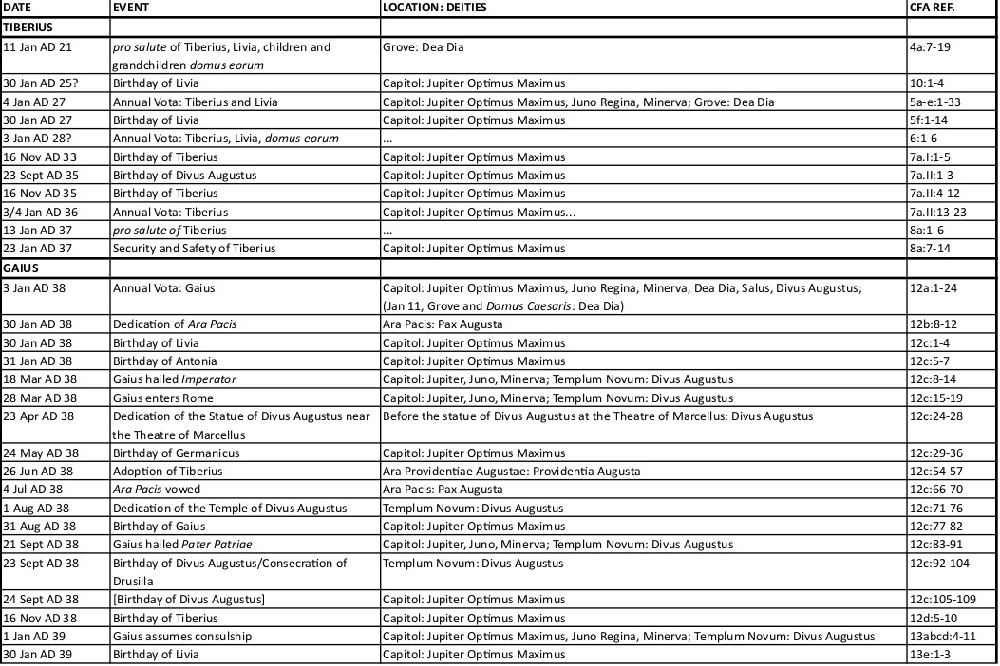 DATE EVENT LOCATION: DEITIES CFA REF.
TIBERIUS
11 Jan AD 21 pro salute of Tiberius, Livia, children and Grove: Dea Dia 4a:7-19
grandchildren domus eorum
30 Jan AD 25? Birthday of Livia Capitol: Jupiter Optimus Maximus 10:1-4
4 Jan AD 27 Annual Vota: Tiberius and Livia Capitol: Jupiter Optimus Maximus, Juno Regina, Minerva; Grove: Dea Dia 5a-e:1-33
30 Jan AD 27 Birthday of Livia Capitol: Jupiter Optimus Maximus 5f:1-14
3 Jan AD 28? Annual Vota: Tiberius, Livia, domus eorum ... 6:1-6
16 Nov AD 33 Birthday of Tiberius Capitol: Jupiter Optimus Maximus 7a.I:1-5
23 Sept AD 35 Birthday of Divus Augustus Capitol: Jupiter Optimus Maximus 7a.II:1-3
16 Nov AD 35 Birthday of Tiberius Capitol: Jupiter Optimus Maximus 7a.II:4-12
3/4 Jan AD 36 Annual Vota: Tiberius Capitol: Jupiter Optimus Maximus... 7a.II:13-23
13 Jan AD 37 pro salute of Tiberius ... 8a:1-6
23 Jan AD 37 Security and Safety of Tiberius Capitol: Jupiter Optimus Maximus 8a:7-14
GAIUS
3 Jan AD 38 Annual Vota: Gaius Capitol: Jupiter Optimus Maximus, Juno Regina, Minerva, Dea Dia, Salus, Divus Augustus; 12a:1-24
(Jan 11, Grove and Domus Caesaris: Dea Dia)
30 Jan AD 38 Dedication of Ara Pacis Ara Pacis: Pax Augusta 12b:8-12
30 Jan AD 38 Birthday of Livia Capitol: Jupiter Optimus Maximus 12c:1-4
31 Jan AD 38 Birthday of Antonia Capitol: Jupiter Optimus Maximus 12c:5-7
18 Mar AD 38 Gaius hailed Imperator Capitol: Jupiter, Juno, Minerva; Templum Novum: Divus Augustus 12c:8-14
28 Mar AD 38 Gaius enters Rome Capitol: Jupiter, Juno, Minerva; Templum Novum: Divus Augustus 12c:15-19
23 Apr AD 38 Dedication of the Statue of Divus Augustus near Before the statue of Divus Augustus at the Theatre of Marcellus: Divus Augustus 12c:24-28
the Theatre of Marcellus
24 May AD 38 Birthday of Germanicus Capitol: Jupiter Optimus Maximus 12c:29-36
26 Jun AD 38 Adoption of Tiberius Ara Providentiae Augustae: Providentia Augusta 12c:54-57
4 Jul AD 38 Ara Pacis vowed Ara Pacis: Pax Augusta 12c:66-70
1 Aug AD 38 Dedication of the Temple of Divus Augustus Templum Novum: Divus Augustus 12c:71-76
31 Aug AD 38 Birthday of Gaius Capitol: Jupiter Optimus Maximus 12c:77-82
21 Sept AD 38 Gaius hailed Pater Patriae Capitol: Jupiter, Juno, Minerva; Templum Novum: Divus Augustus 12c:83-91
23 Sept AD 38 Birthday of Divus Augustus/Consecration of Templum Novum: Divus Augustus 12c:92-104
Drusilla
24 Sept AD 38 [Birthday of Divus Augustus] Capitol: Jupiter Optimus Maximus 12c:105-109
16 Nov AD 38 Birthday of Tiberius Capitol: Jupiter Optimus Maximus 12d:5-10
1 Jan AD 39 Gaius assumes consulship Capitol: Jupiter Optimus Maximus, Juno Regina, Minerva; Templum Novum: Divus Augustus 13abcd:4-11
30 Jan AD 39 Birthday of Livia Capitol: Jupiter Optimus Maximus 13e:1-3